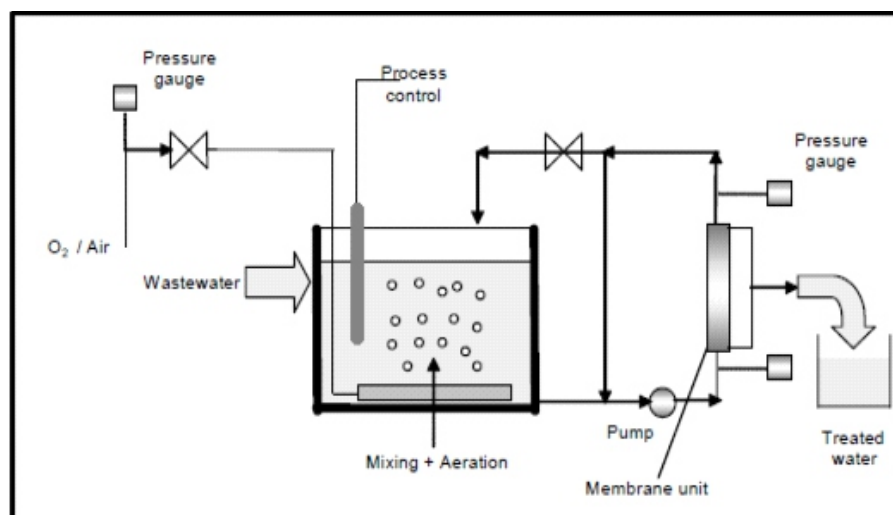 Pressure
gauge
Process
control
Pressure
gauge
O₂ / Air
Wastewater
Pump
Treated
water
Mixing + Aeration
Membrane unit